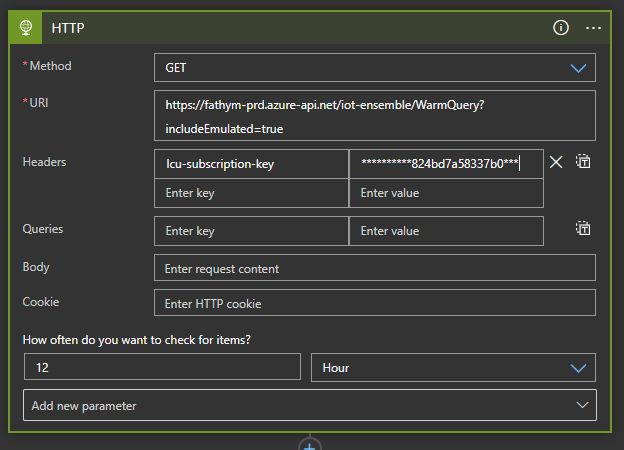 HTTP
*Method
GET
*URI
https://fathym-prd.azure-api.net/iot-ensemble/WarmQuery?
includeEmulated=true
Headers
lcu-subscription-key
**********824bd7a58337b0***
Enter key
Enter value
Queries
Enter key
Enter value
Body
Enter request content
Cookie
Enter HTTP cookie
How often do you want to check for items?
12
Hour
Add new parameter